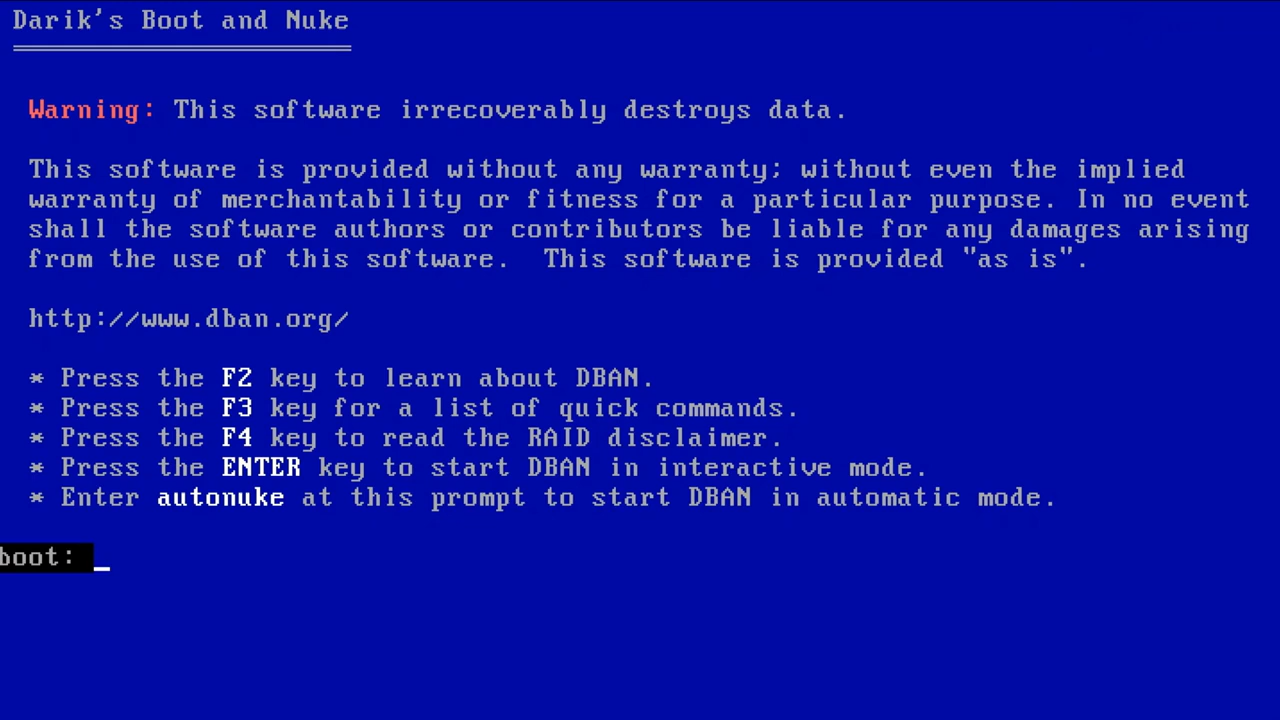 Darik's Boot and Nuke
Warning: This software irrecoverably destroys data.
This software is provided without any warranty; without even the implied
warranty of merchantability or fitness for a particular purpose. In no event
shall the software authors or contributors be liable for any damages arising
from the use of this software.  This software is provided "as is".
http://www.dban.org/
* Press the F2 key to learn about DBAN.
* Press the F3 key for a list of quick commands.
* Press the F4 key to read the RAID disclaimer.
* Press the ENTER key to start DBAN in interactive mode.
* Enter autonuke at this prompt to start DBAN in automatic mode.
boot: _